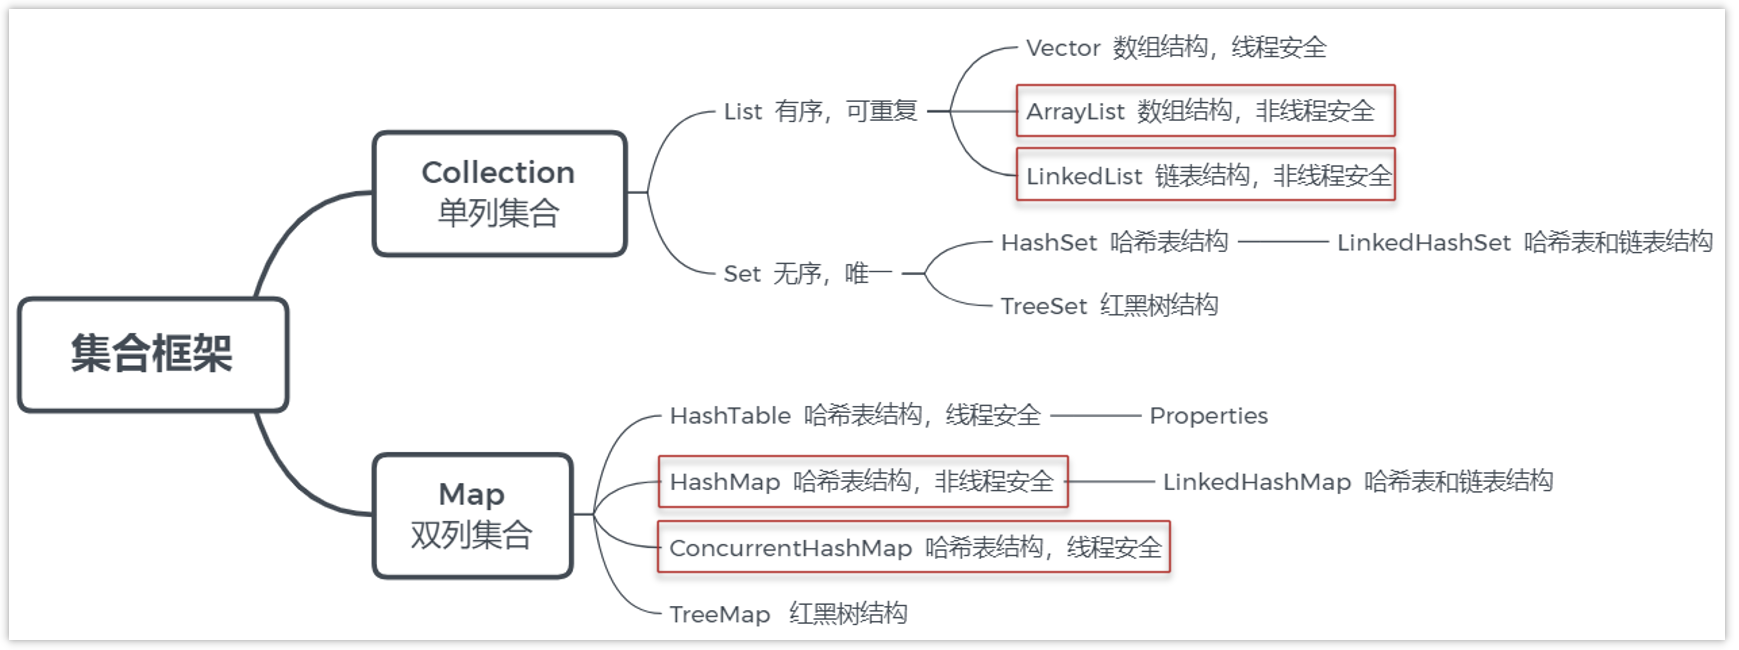 集合框架
Collection
单列集合
List 有序，可重复
Vector 数组结构，线程安全
ArrayList 数组结构，非线程安全
LinkedList 链表结构，非线程安全
Set 无序，唯一
HashSet 哈希表结构
LinkedHashSet 哈希表和链表结构
TreeSet 红黑树结构
Map
双列集合
HashTable 哈希表结构，线程安全
Properties
HashMap 哈希表结构，非线程安全
LinkedHashMap 哈希表和链表结构
ConcurrentHashMap 哈希表结构，线程安全
TreeMap 红黑树结构